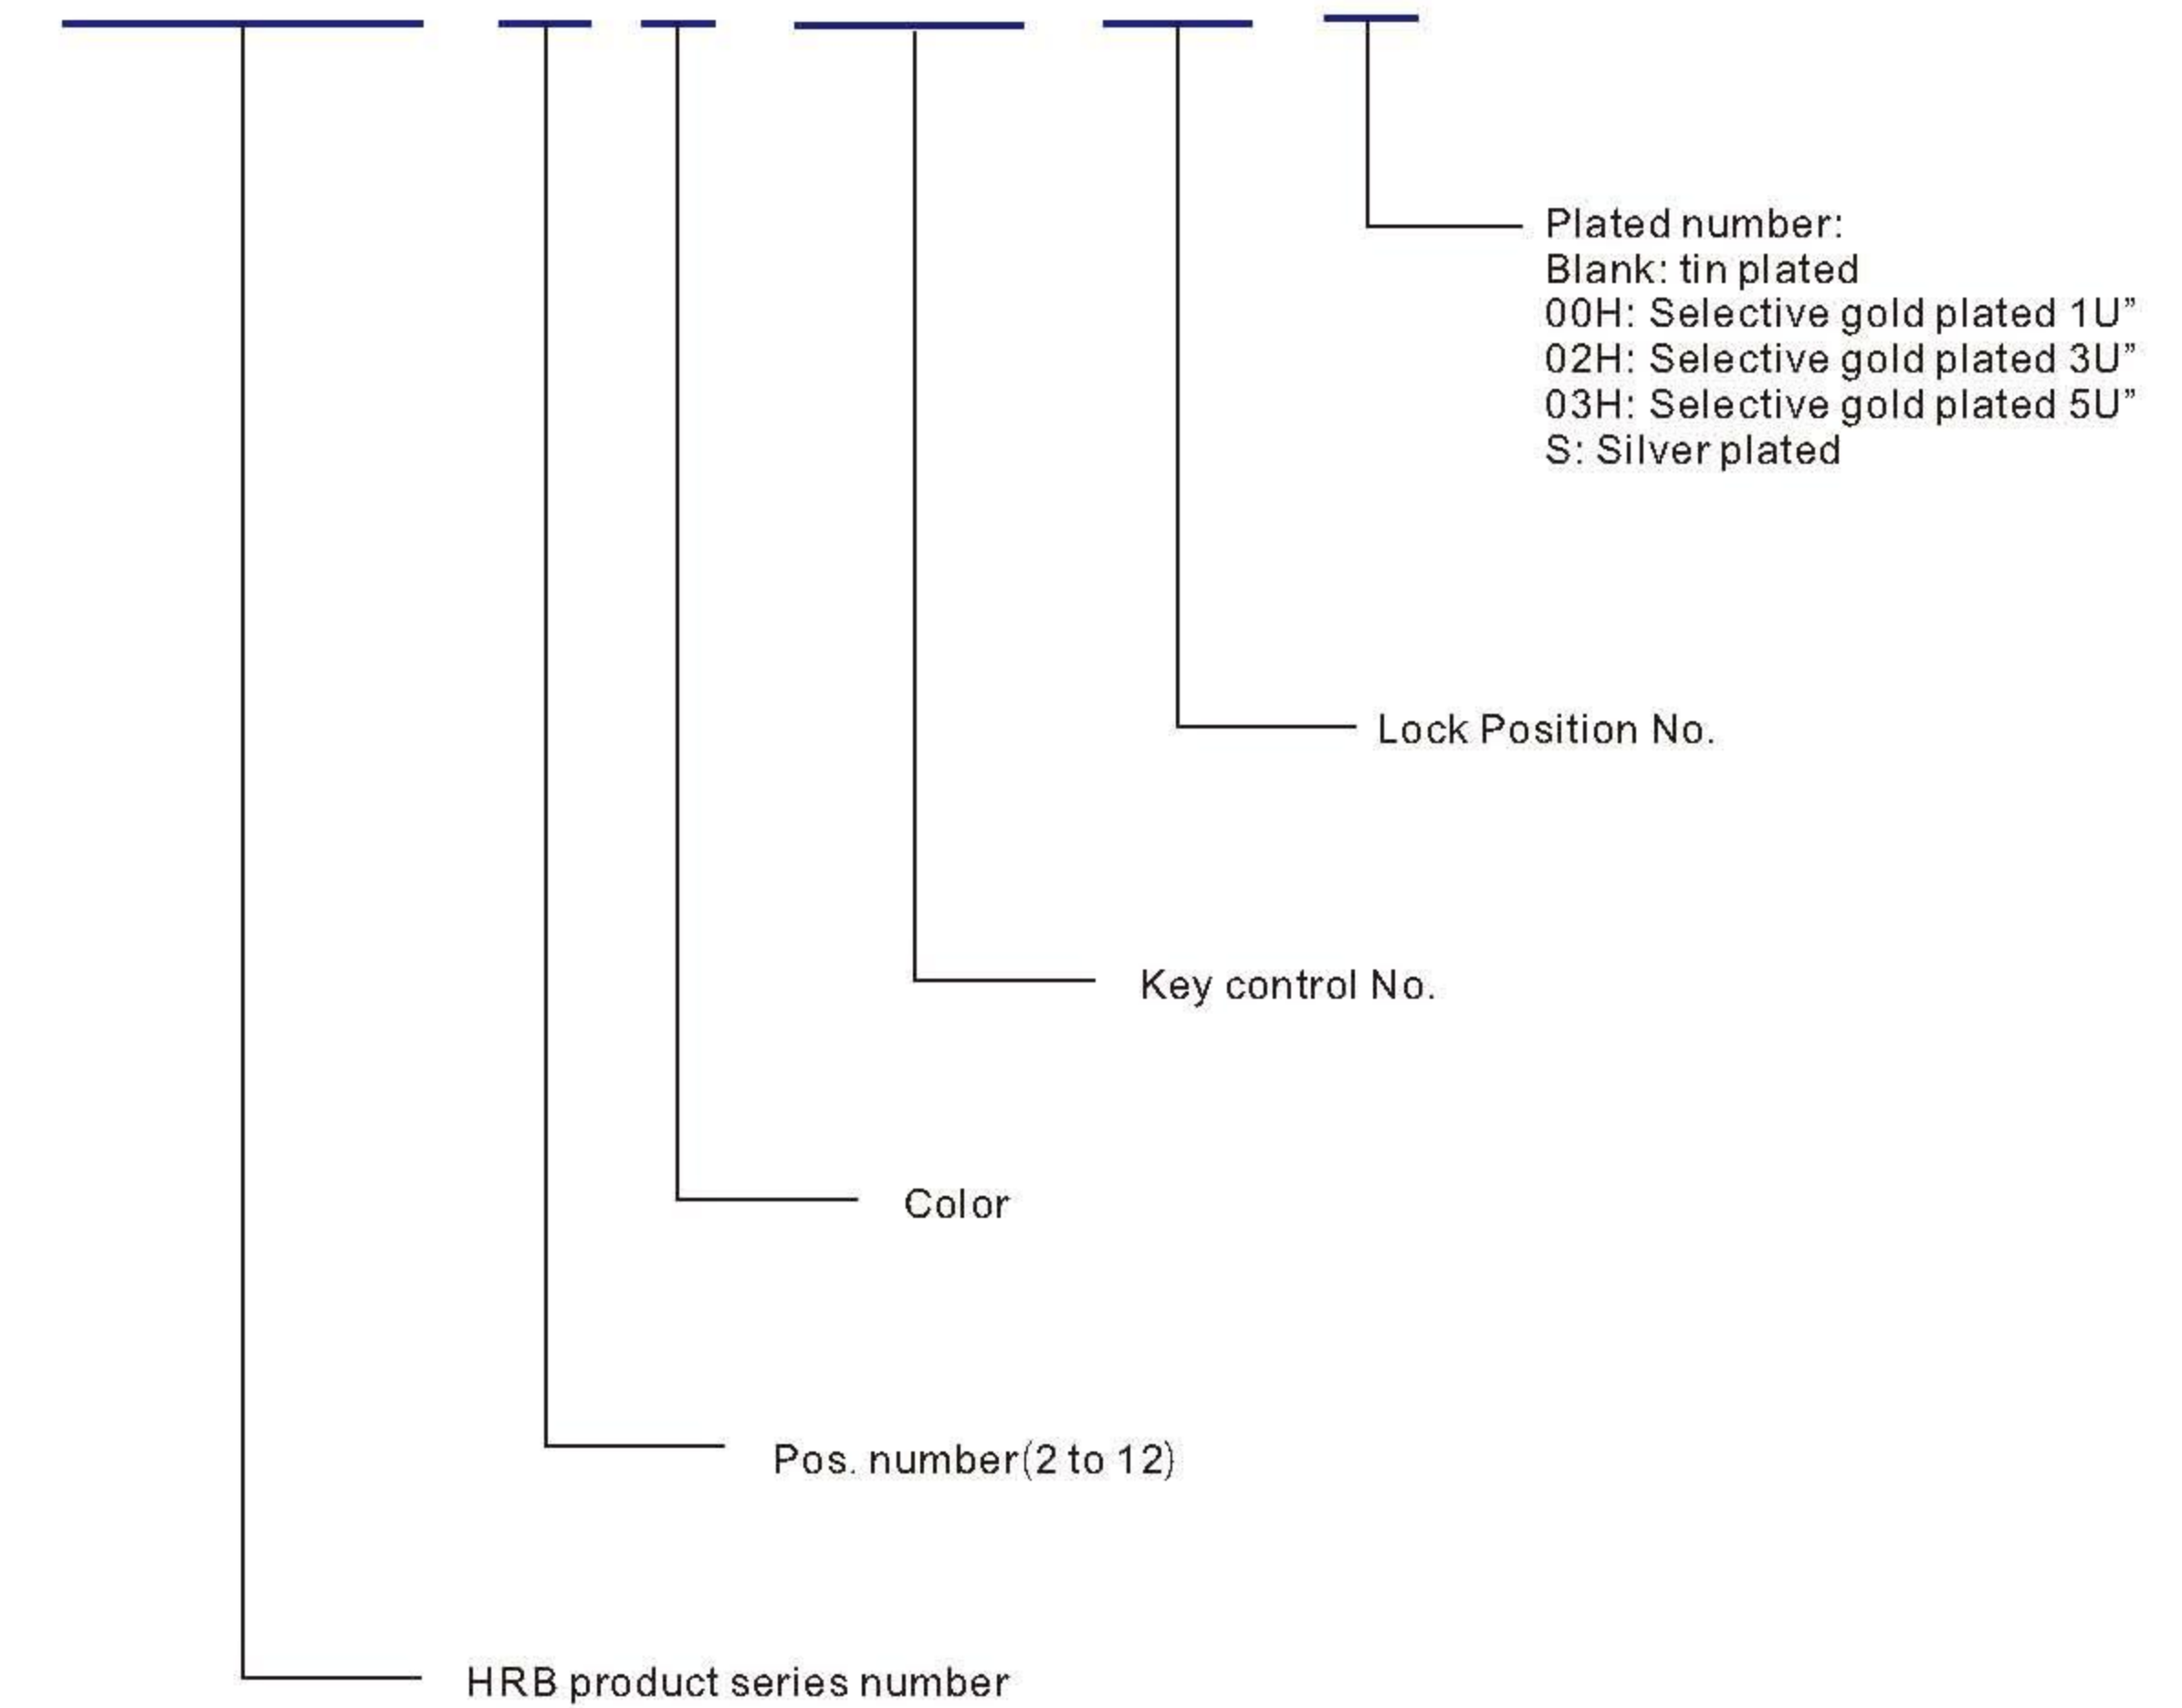 Plated number:
Blank: tin plated
00H: Selective gold plated 1U”
02H: Selective gold plated 3U”
03H: Selective gold plated 5U”
S: Silver plated
Lock Position No.
Key control No.
Color
Pos. number(2 to 12)
HRB product series number